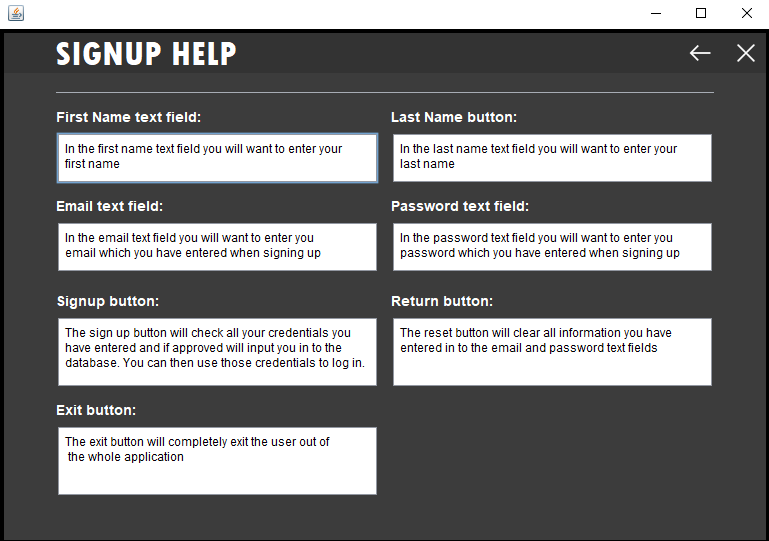 SIGNUP HELP
First Name text field:
In the first name text field you will want to enter your
first name
Last Name button:
In the last name text field you will want to enter your
last name
Email text field:
In the email text field you will want to enter you
email which you have entered when signing up
Password text field:
In the password text field you will want to enter you
password which you have entered when signing up
Signup button:
The sign up button will check all your credentials you
have entered and if approved will input you in to the
database. You can then use those credentials to log in.
Return button:
The reset button will clear all information you have
entered in to the email and password text fields
Exit button:
The exit button will completely exit the user out of
the whole application